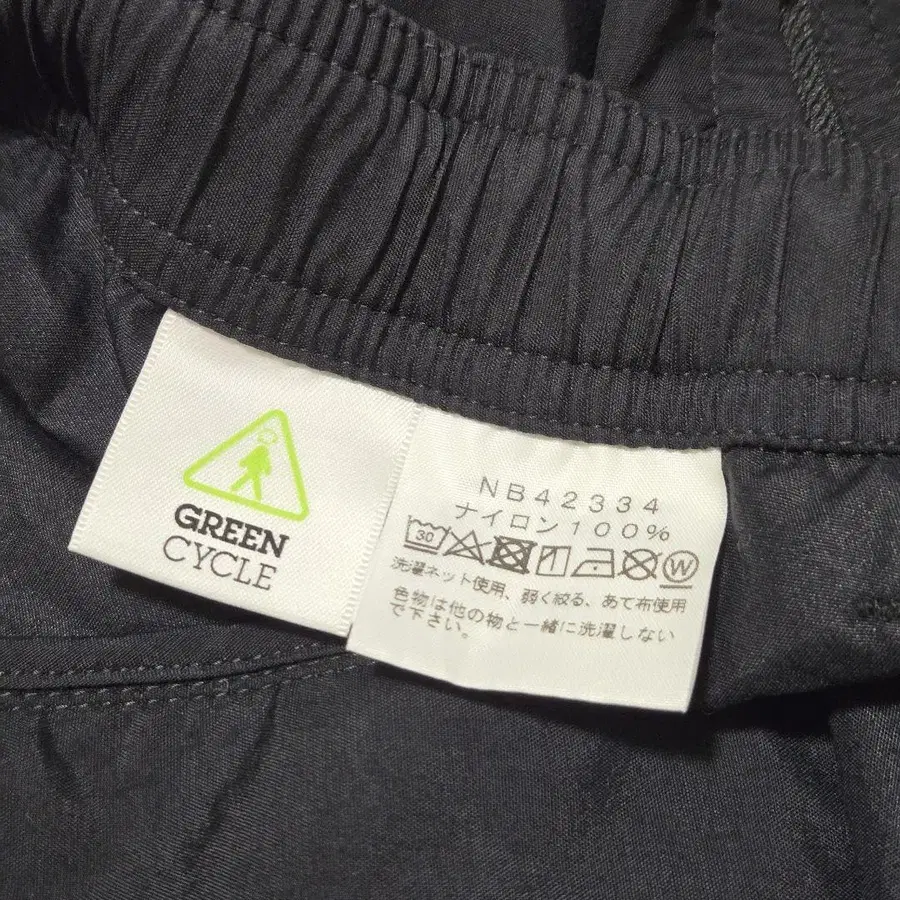 GREEN
CYCLE
NB42334
ナイロン100%
30 W
洗濯ネット使用、弱く絞る、あて布使用
色物は他の物と一緒に洗濯しない
で下さい。